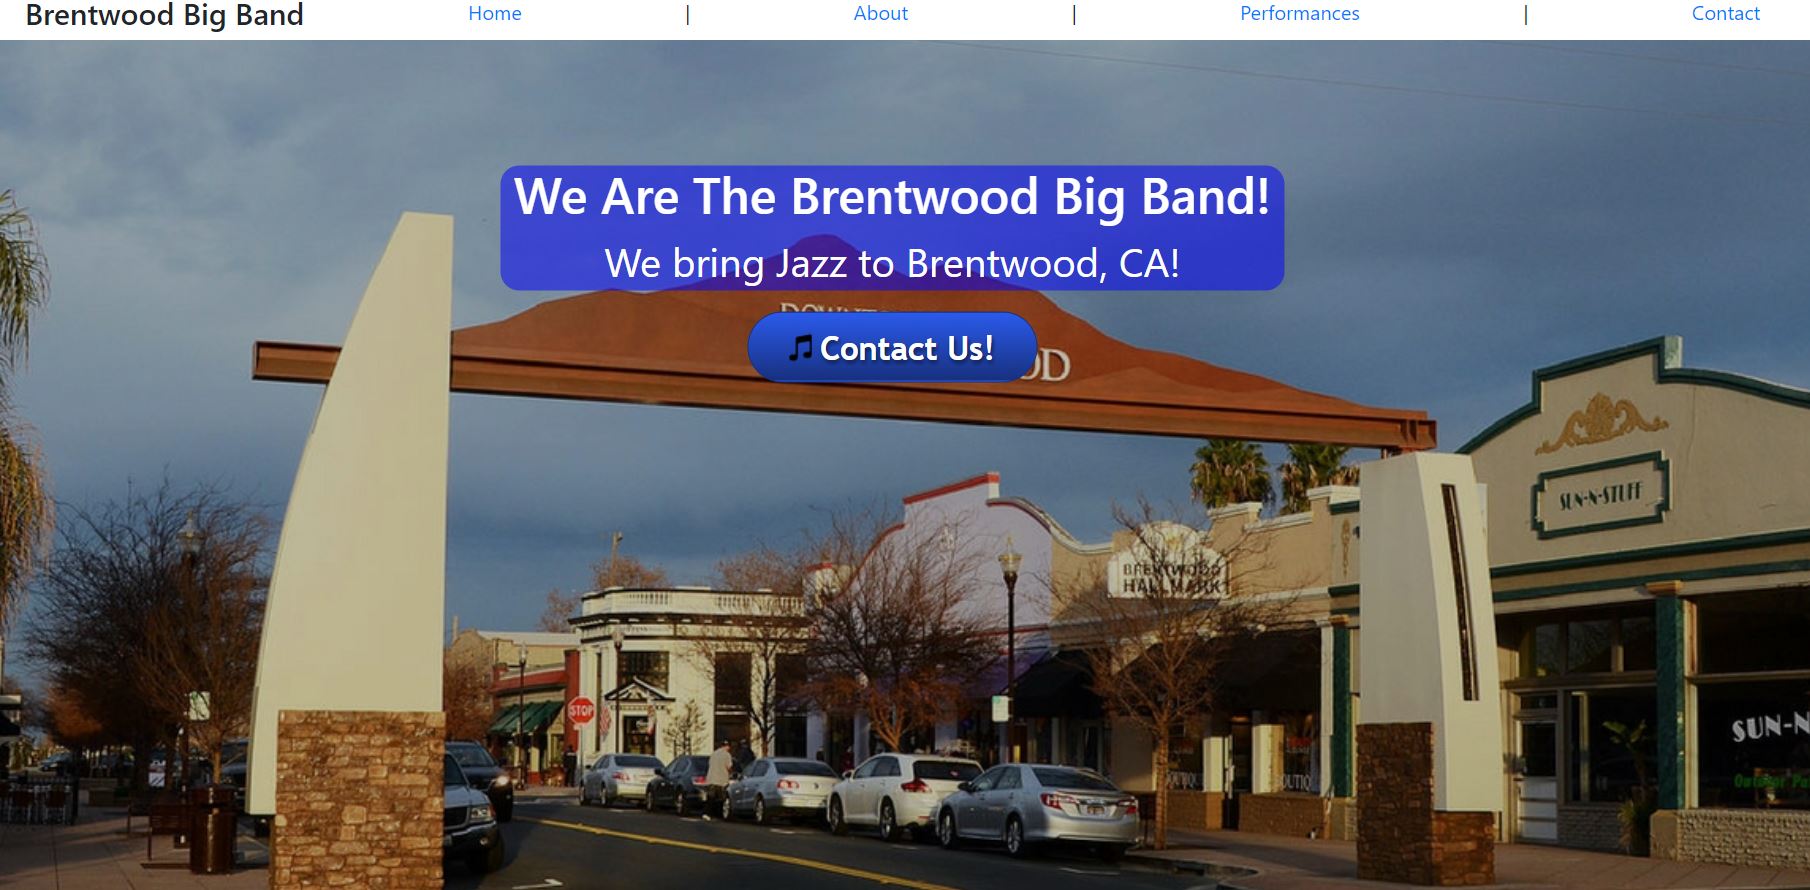 Brentwood Big Band Home | About | Performances | Contact
We Are The Brentwood Big Band!
We bring Jazz to Brentwood, CA!
Contact Us!
SUN-N-STUFF
BRENTWOOD
HALLMARK
STOP
SUN-N